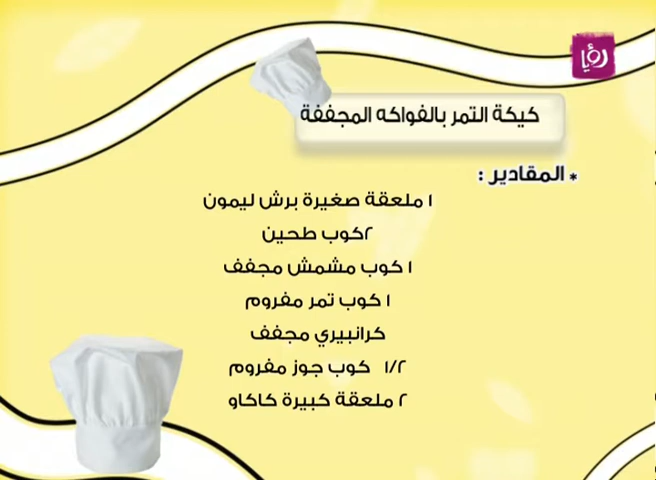 رؤيا
كيكة التمر بالفواكه المجففة
* المقادير :
١ ملعقة صغيرة برش ليمون
٢كوب طحين
١ كوب مشمش مجفف
١ كوب تمر مفروم
كرانبيري مجفف
١/٢ كوب جوز مفروم
٢ ملعقة كبيرة كاكاو